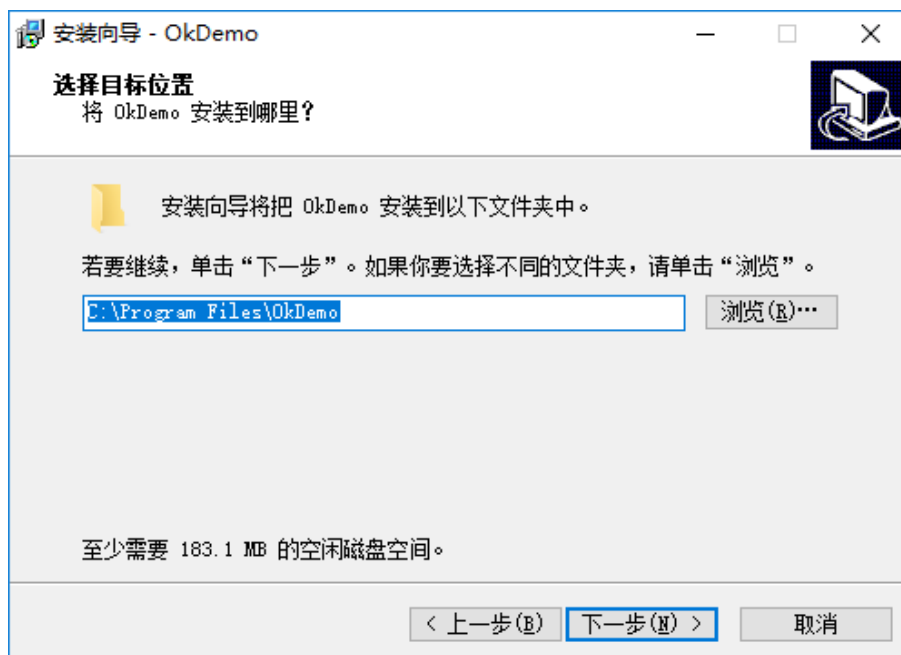 安装向导 - OkDemo
选择目标位置
将 OkDemo 安装到哪里？
安装向导将把 OkDemo 安装到以下文件夹中。
若要继续，单击“下一步”。如果你要选择不同的文件夹，请单击“浏览”。
C:\Program Files\OkDemo
浏览(R)…
至少需要 183.1 MB 的空闲磁盘空间。
< 上一步(B)
下一步(N) >
取消